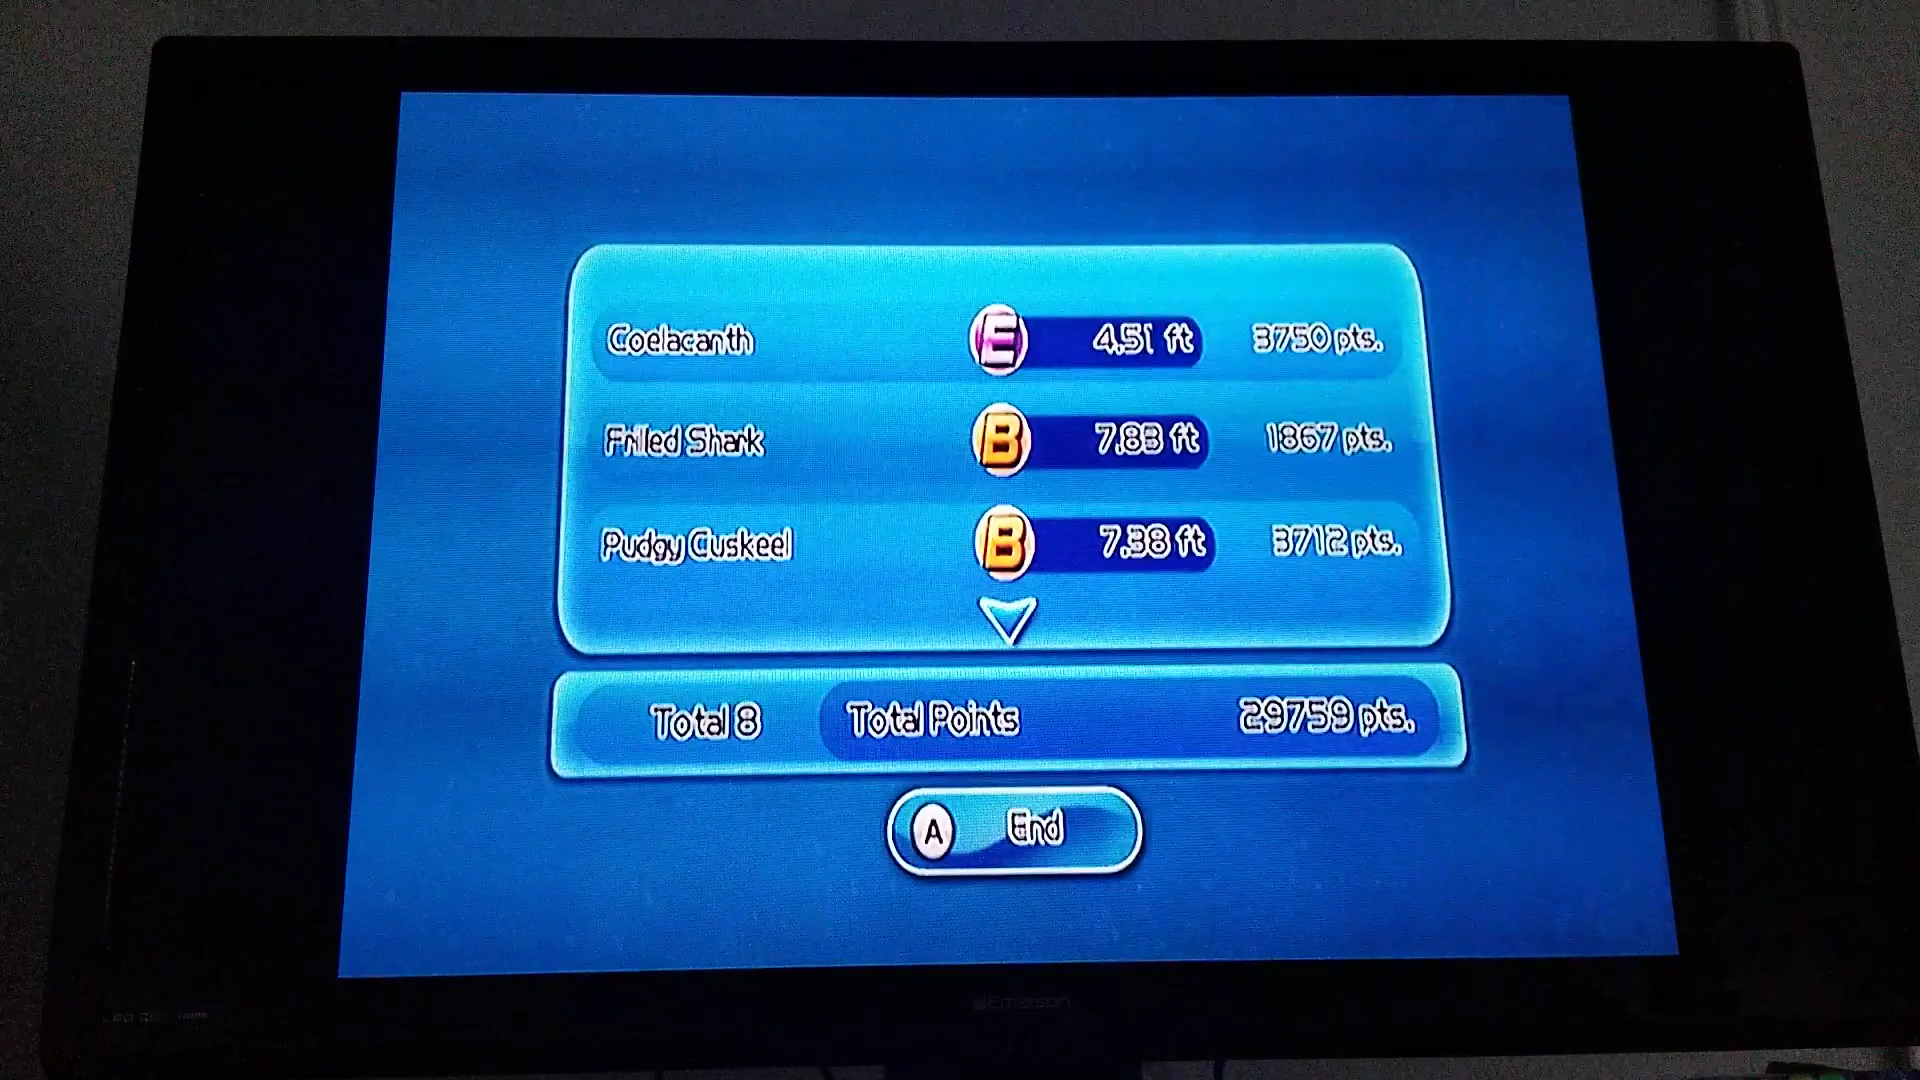 Coelacanth E 4.51 ft 3750 pts.
Frilled Shark B 7.83 ft 1867 pts.
Pudgy Cuskeel B 7.38 ft 3712 pts.
Total 8 Total Points 29759 pts.
A End
Emerson